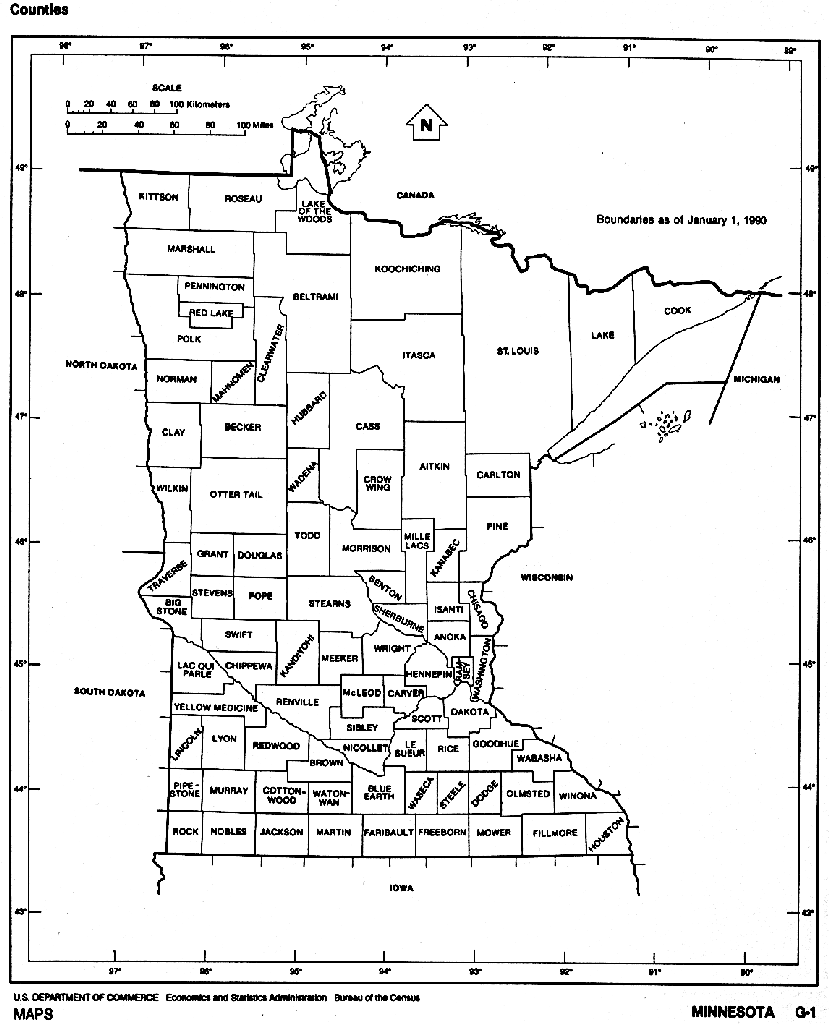 Counties
98° 97° 96° 95° 94° 93° 92° 91° 90° 89°
SCALE
0 20 40 60 80 100 Kilometers
0 20 40 60 80 100 Miles
N
49° 49°
KITTSON ROSEAU LAKE OF THE WOODS CANADA
Boundaries as of January 1, 1990
MARSHALL KOOCHICHING
PENNINGTON BELTRAMI
48° 48°
RED LAKE COOK
POLK CLEARWATER ITASCA ST. LOUIS LAKE
NORTH DAKOTA NORMAN MAHNOMEN MICHIGAN
HUBBARD
47° 47°
CLAY BECKER CASS
WADENA AITKIN CARLTON
WILKIN OTTER TAIL CROW WING
PINE
46° 46°
TODD MORRISON MILLE LACS KANABEC
GRANT DOUGLAS
TRAVERSE WISCONSIN
STEVENS POPE BENTON
BIG STONE STEARNS SHERBURNE ISANTI CHISAGO
SWIFT KANDIYOHI WRIGHT ANOKA
45° 45°
LAC QUI PARLE CHIPPEWA MEEKER HENNEPIN RAMSEY WASHINGTON
SOUTH DAKOTA McLEOD CARVER
YELLOW MEDICINE RENVILLE SCOTT DAKOTA
SIBLEY
LINCOLN LYON REDWOOD NICOLLET LE SUEUR RICE GOODHUE
BROWN WABASHA
44° 44°
PIPE-
STONE MURRAY COTTON-
WOOD WATON-
WAN BLUE EARTH WASECA STEELE DODGE OLMSTED WINONA
ROCK NOBLES JACKSON MARTIN FARIBAULT FREEBORN MOWER FILLMORE HOUSTON
IOWA
43° 43°
97° 96° 95° 94° 93° 92° 91° 90°
U.S. DEPARTMENT OF COMMERCE Economics and Statistics Administration Bureau of the Census
MAPS MINNESOTA G-1